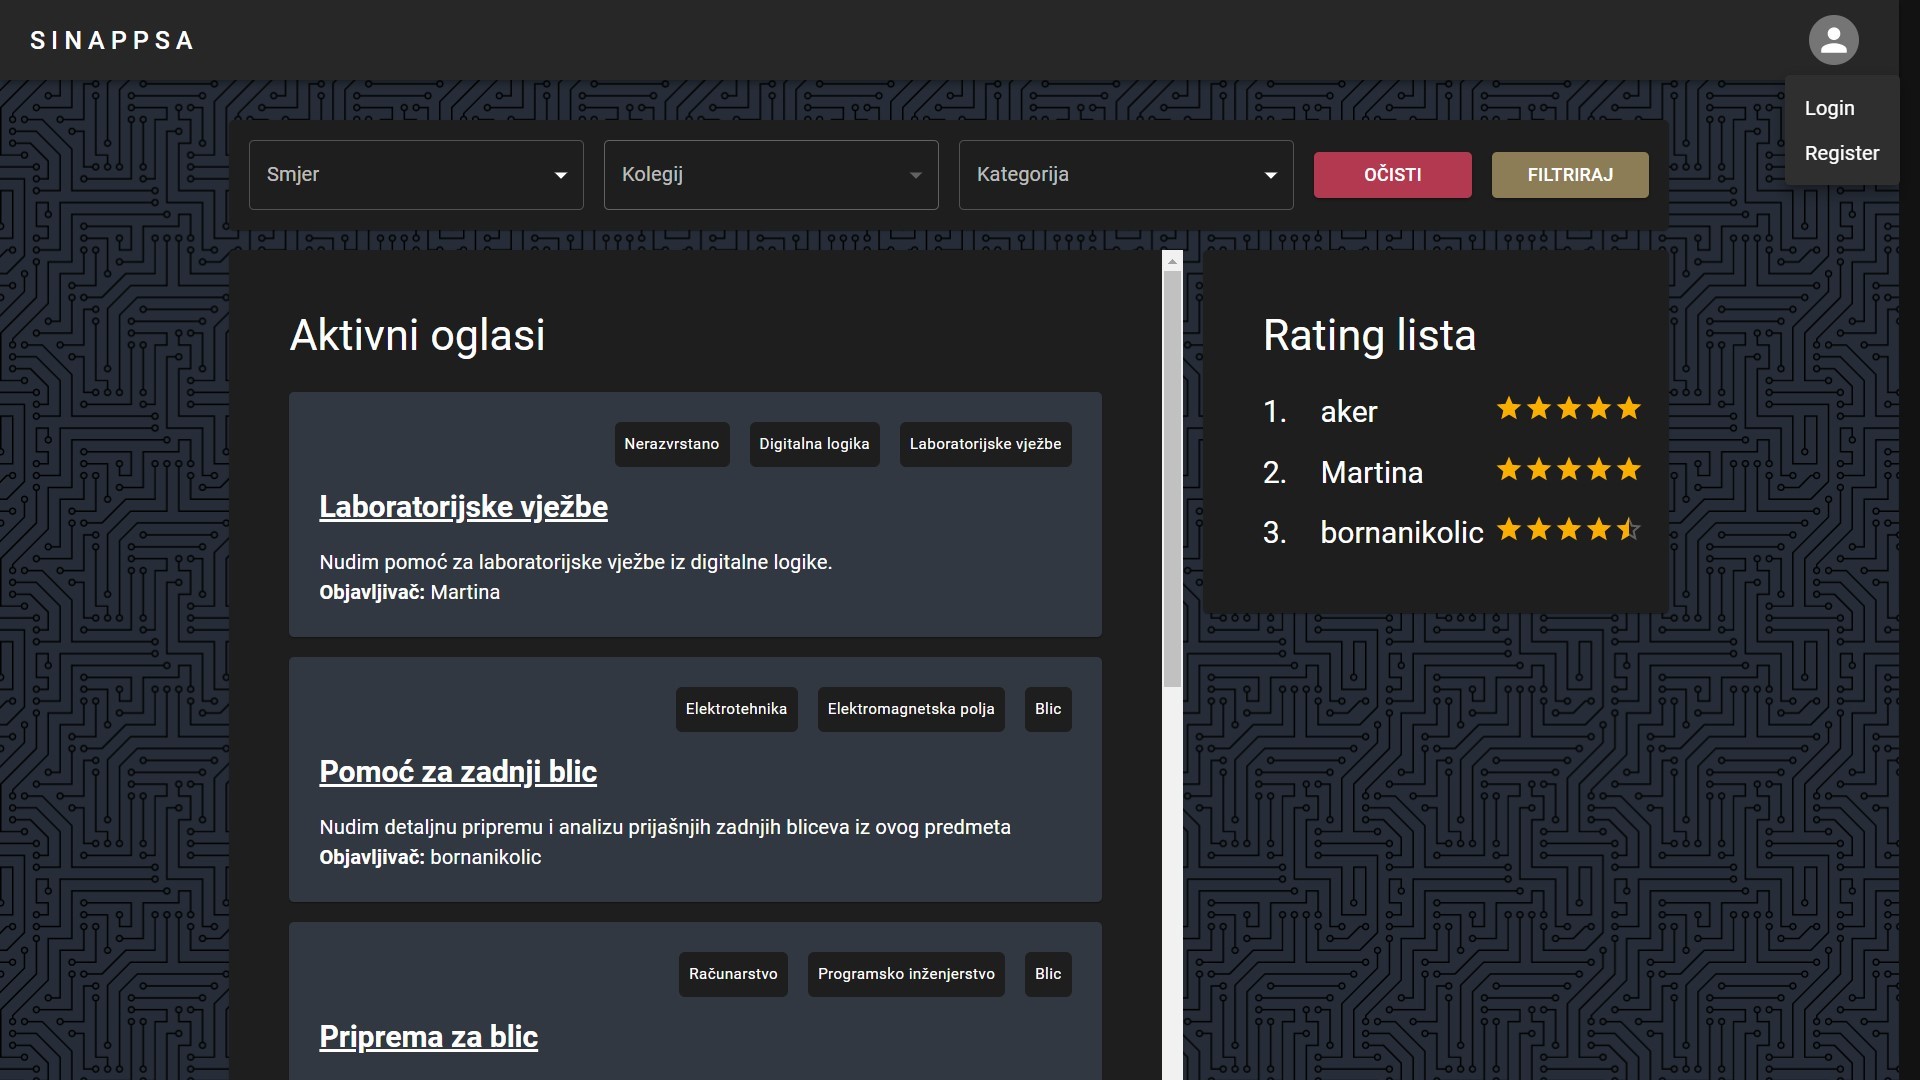 SINAPPSA
Login
Register
Smjer
Kolegij
Kategorija
OČISTI
FILTRIRAJ
Aktivni oglasi
Nerazvrstano
Digitalna logika
Laboratorijske vježbe
Laboratorijske vježbe
Nudim pomoć za laboratorijske vježbe iz digitalne logike.
Objavljivač: Martina
Elektrotehnika
Elektromagnetska polja
Blic
Pomoć za zadnji blic
Nudim detaljnu pripremu i analizu prijašnjih zadnjih bliceva iz ovog predmeta
Objavljivač: bornanikolic
Računarstvo
Programsko inženjerstvo
Blic
Priprema za blic
Rating lista
1. aker
2. Martina
3. bornanikolic